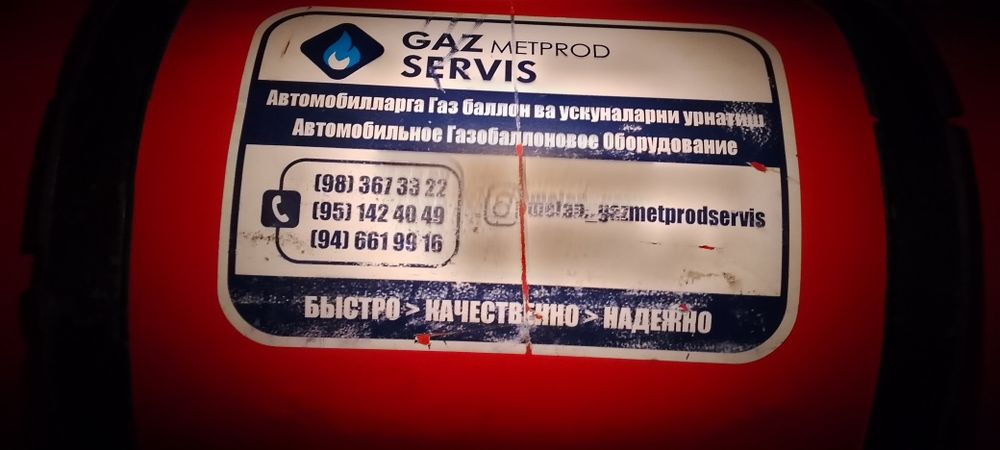 GAZ METPROD
SERVIS
Автомобилларга Газ баллон ва ускуналарни урнатиш
Автомобильное Газобаллоновое Оборудование
(98) 367 33 22
(95) 142 40 49
(94) 661 99 16
metan_gazmetprodservis
БЫСТРО > КАЧЕСТВЕННО > НАДЕЖНО